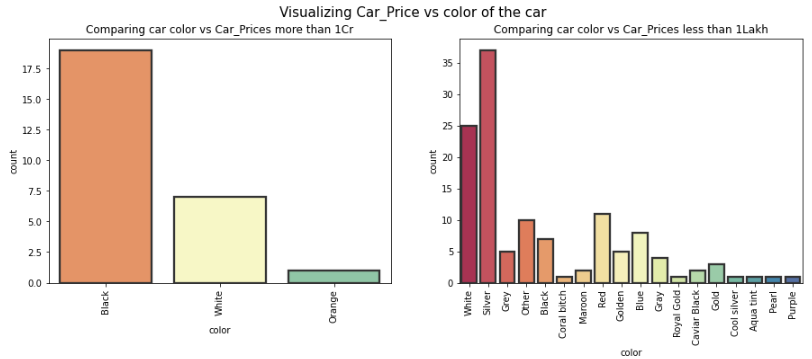 Visualizing Car_Price vs color of the car
Comparing car color vs Car_Prices more than 1Cr
17.5
15.0
12.5
10.0
7.5
5.0
2.5
0.0
count
Black
White
Orange
color
Comparing car color vs Car_Prices less than 1Lakh
35
30
25
20
15
10
5
0
count
White
Silver
Grey
Other
Black
Coral bitch
Maroon
Red
Golden
Blue
Gray
Royal Gold
Caviar Black
Gold
Cool silver
Aqua tint
Pearl
Purple
color